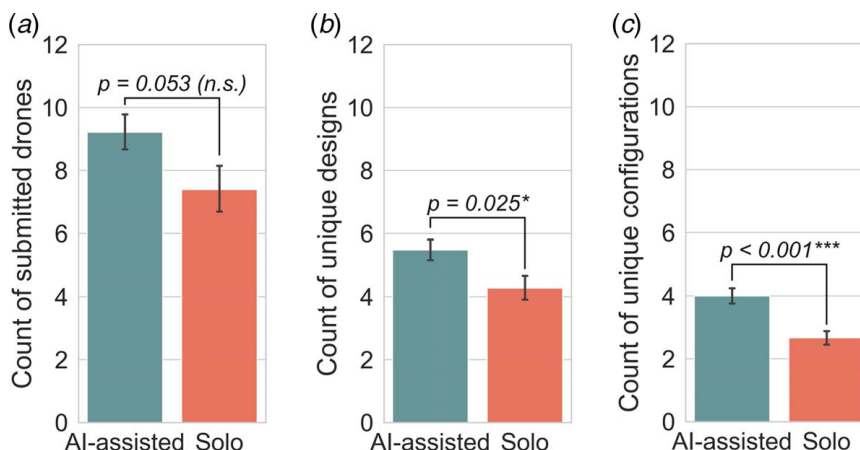 (a)
Count of submitted drones
12
10
8
6
4
2
0
p = 0.053 (n.s.)
AI-assisted Solo
(b)
Count of unique designs
12
10
8
6
4
2
0
p = 0.025*
AI-assisted Solo
(c)
Count of unique configurations
12
10
8
6
4
2
0
p < 0.001***
AI-assisted Solo